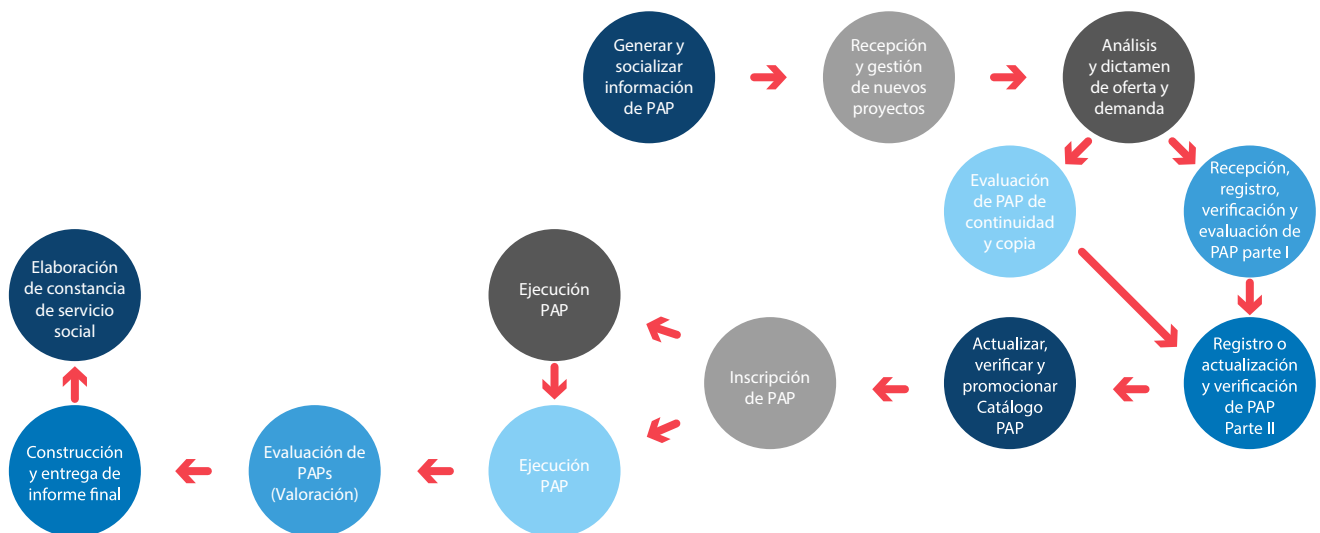 Generar y
socializar
información
de PAP
Recepción
y gestión
de nuevos
proyectos
Análisis
y dictamen
de oferta y
demanda
Evaluación
de PAP de
continuidad
y copia
Recepción,
registro,
verificación y
evaluación de
PAP parte I
Registro o
actualización
y verificación
de PAP
Parte II
Actualizar,
verificar y
promocionar
Catálogo
PAP
Inscripción
de PAP
Ejecución
PAP
Ejecución
PAP
Evaluación de
PAPs
(Valoración)
Construcción
y entrega de
informe final
Elaboración
de constancia
de servicio
social